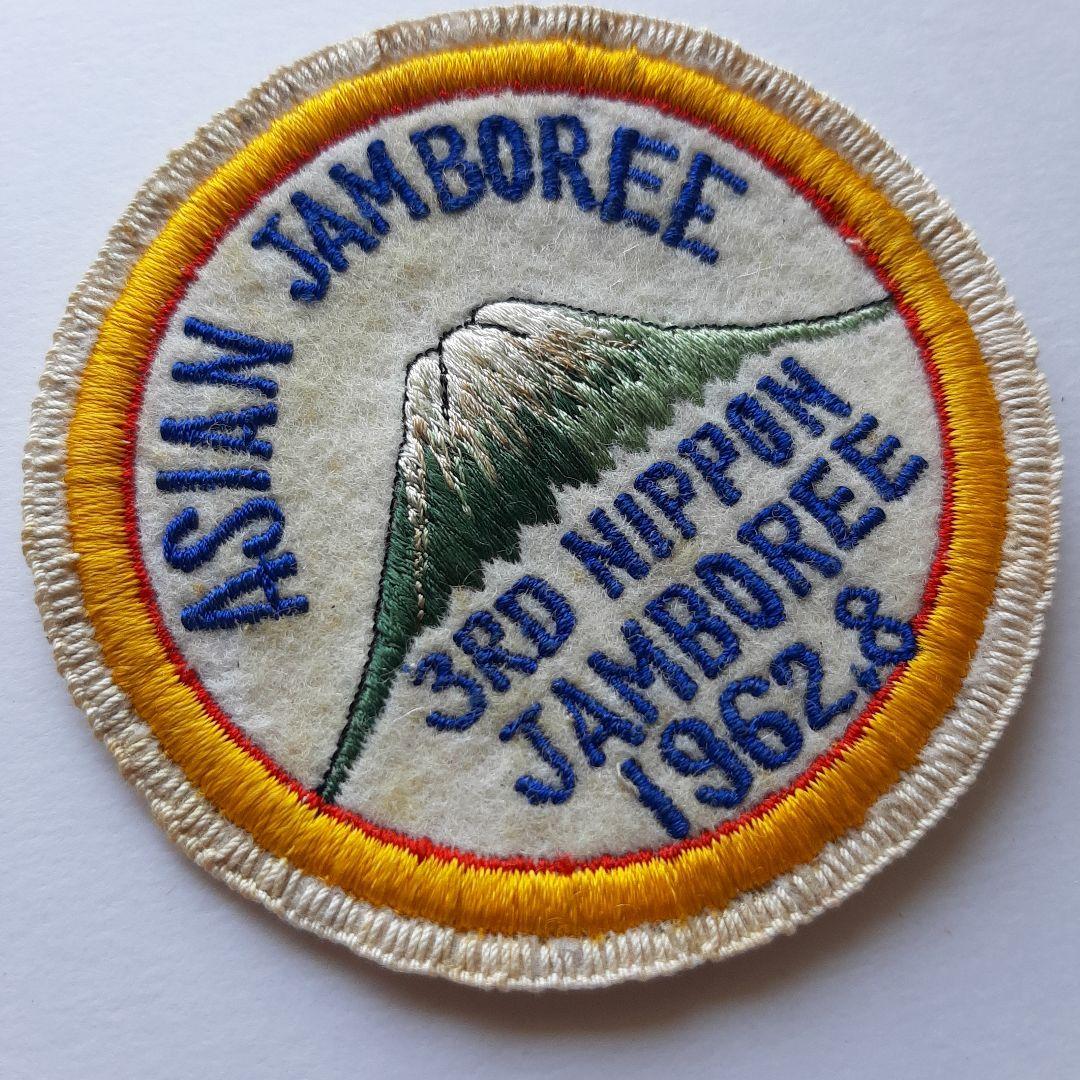 ASIAN JAMBOREE
3RD NIPPON
JAMBOREE
1962,8